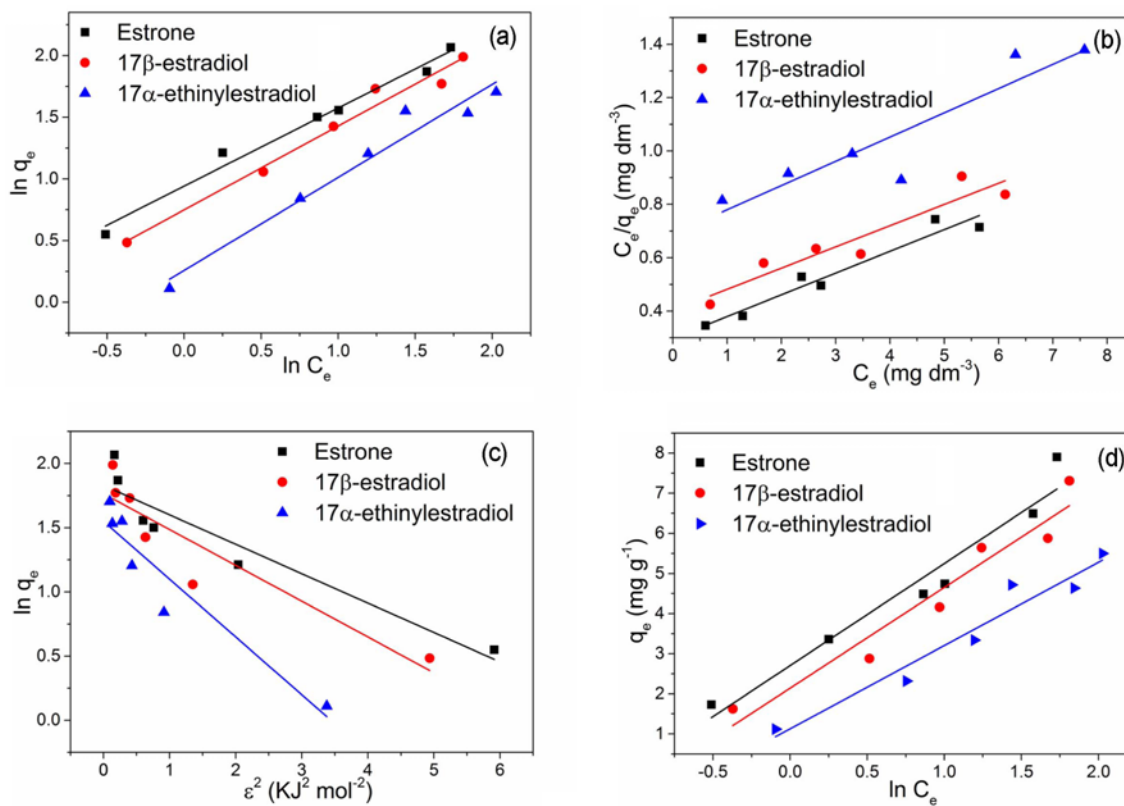 (a)
Estrone
17β-estradiol
17α-ethinylestradiol
ln qₑ
2.0
1.5
1.0
0.5
0.0
-0.5 0.0 0.5 1.0 1.5 2.0
ln Cₑ
(b)
Estrone
17β-estradiol
17α-ethinylestradiol
Cₑ/qₑ (mg dm⁻³)
1.4
1.2
1.0
0.8
0.6
0.4
0 1 2 3 4 5 6 7 8
Cₑ (mg dm⁻³)
(c)
Estrone
17β-estradiol
17α-ethinylestradiol
ln qₑ
2.0
1.5
1.0
0.5
0.0
0 1 2 3 4 5 6
ε² (KJ² mol⁻²)
(d)
Estrone
17β-estradiol
17α-ethinylestradiol
qₑ (mg g⁻¹)
8
7
6
5
4
3
2
1
-0.5 0.0 0.5 1.0 1.5 2.0
ln Cₑ